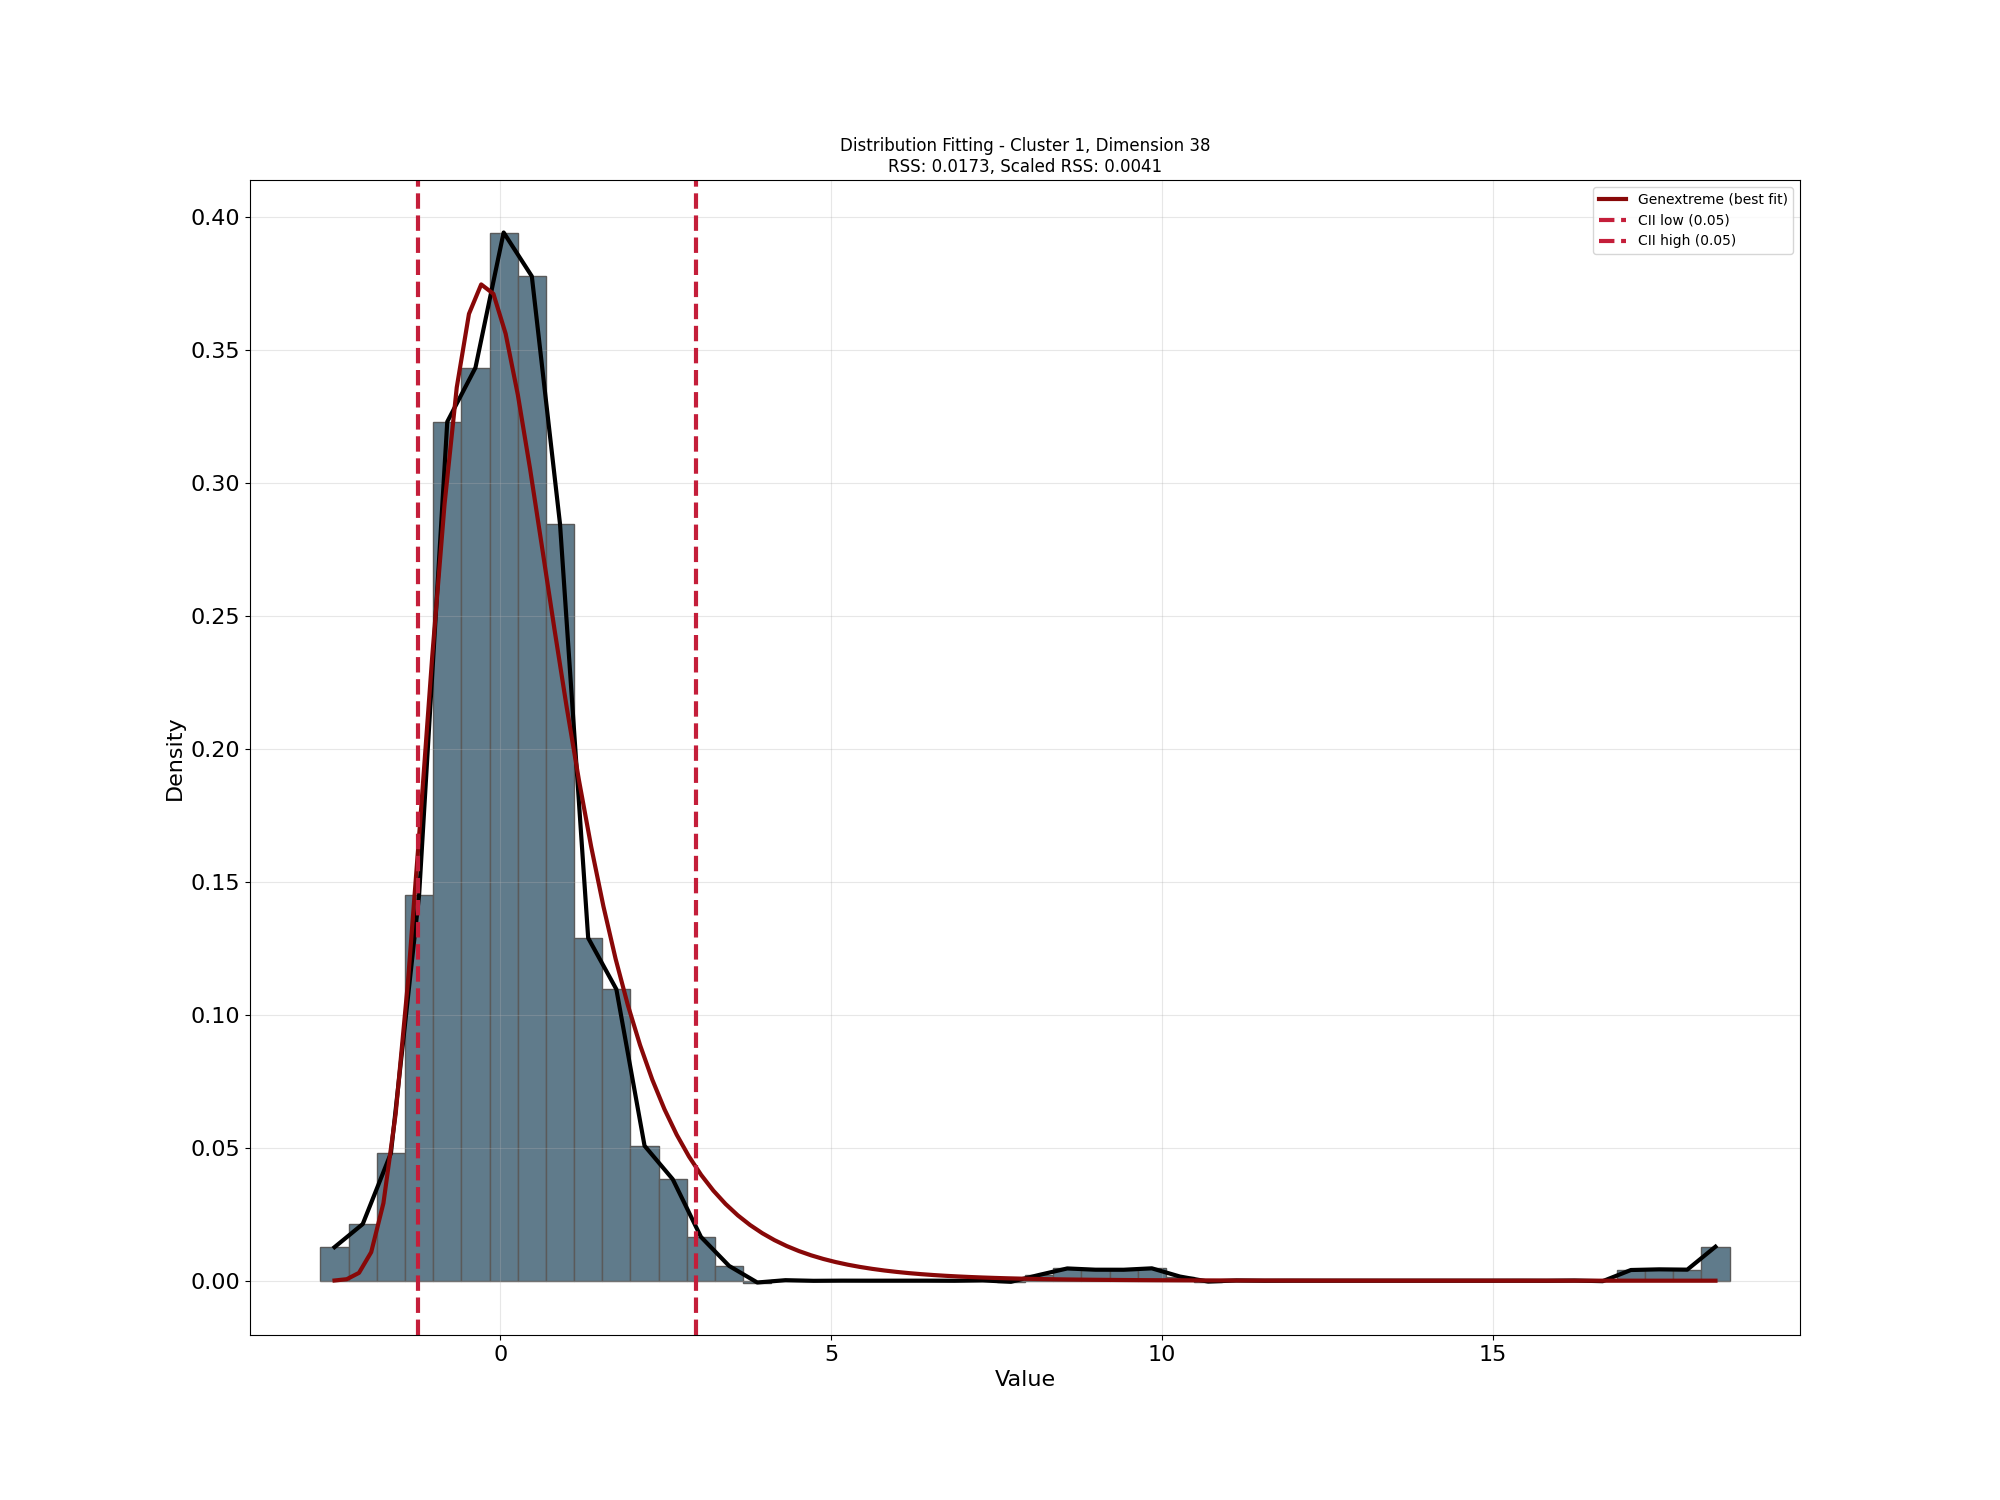 Distribution Fitting - Cluster 1, Dimension 38
RSS: 0.0173, Scaled RSS: 0.0041
Genextreme (best fit)
CII low (0.05)
CII high (0.05)
0.40
0.35
0.30
0.25
0.20
0.15
0.10
0.05
0.00
Density
0
5
10
15
Value